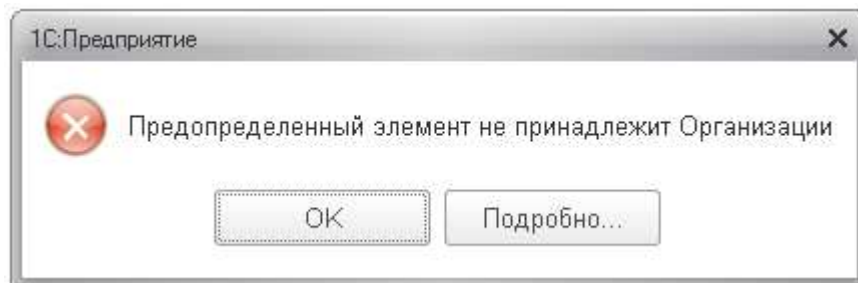 1С:Предприятие
Предопределенный элемент не принадлежит Организации
OK
Подробно...